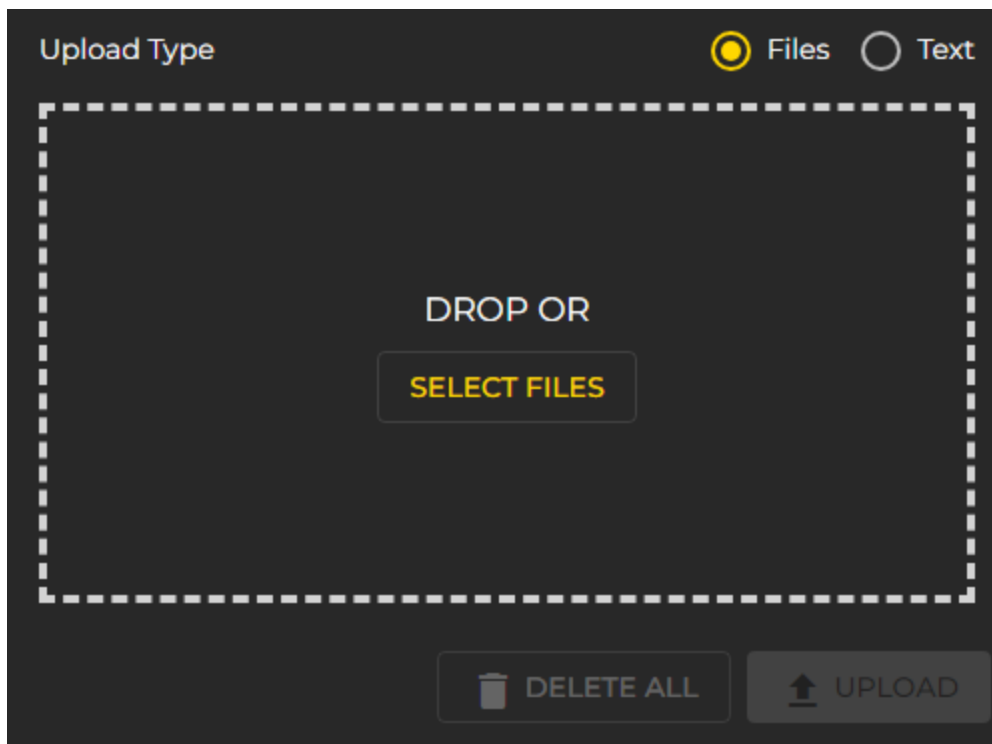 Upload Type Files Text
DROP OR
SELECT FILES
DELETE ALL UPLOAD